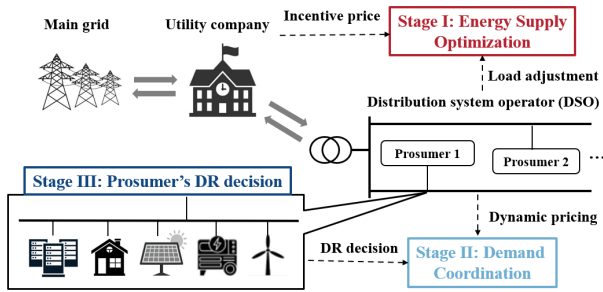 Main grid
Utility company
Incentive price
Stage I: Energy Supply
Optimization
Load adjustment
Distribution system operator (DSO)
Prosumer 1
Prosumer 2
...
Stage III: Prosumer's DR decision
Dynamic pricing
DR decision
Stage II: Demand
Coordination